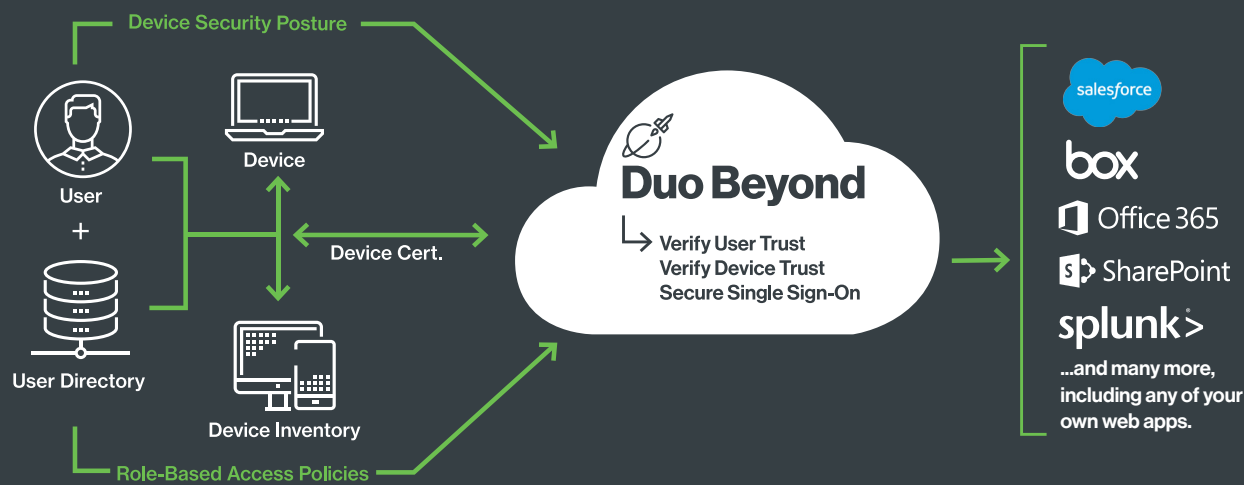 Device Security Posture
User
+
User Directory
Device
Device Cert.
Device Inventory
Role-Based Access Policies
Duo Beyond
Verify User Trust
Verify Device Trust
Secure Single Sign-On
salesforce
box
Office 365
S SharePoint
splunk>
...and many more,
including any of your
own web apps.